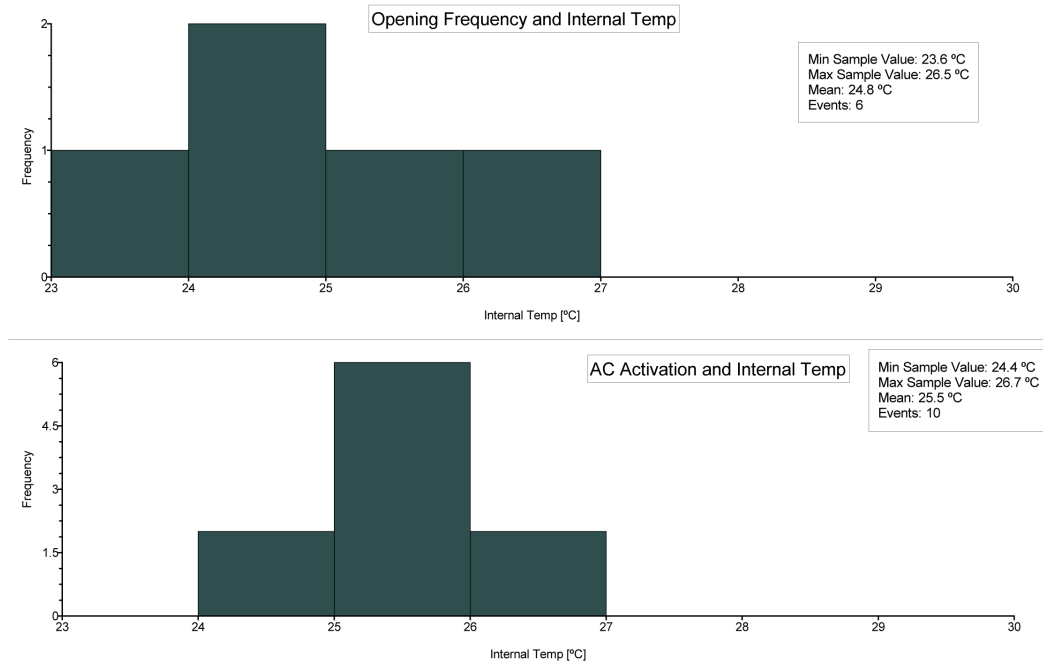 Opening Frequency and Internal Temp
Min Sample Value: 23.6 ºC
Max Sample Value: 26.5 ºC
Mean: 24.8 ºC
Events: 6
Frequency
2
1
0
23 24 25 26 27 28 29 30
Internal Temp [ºC]
AC Activation and Internal Temp
Min Sample Value: 24.4 ºC
Max Sample Value: 26.7 ºC
Mean: 25.5 ºC
Events: 10
Frequency
6
4.5
3
1.5
0
23 24 25 26 27 28 29 30
Internal Temp [ºC]